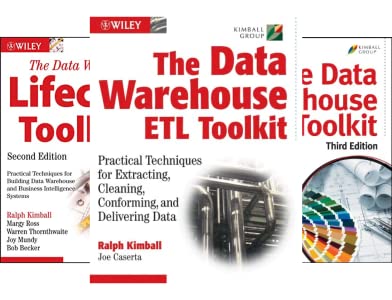 WILEY
The Data W
Lifec
Tool
Second Edition
Practical Techniques for
Building Data Warehouse
and Business Intelligence
Systems
Ralph Kimball
Margy Ross
Warren Thornthwaite
Joy Mundy
Bob Becker
WILEY
KIMBALL
GROUP
The Data
Warehouse
ETL Toolkit
Practical Techniques
for Extracting,
Cleaning,
Conforming, and
Delivering Data
Ralph Kimball
Joe Caserta
KIMBALL
GROUP
e Data
house
Toolkit
Third Edition